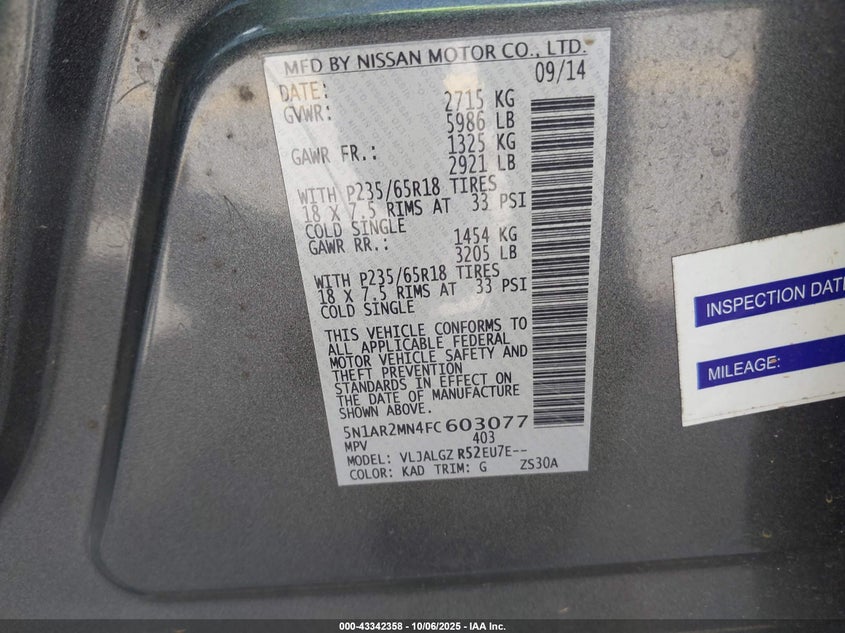 MFD BY NISSAN MOTOR CO., LTD.
DATE: 09/14
GVWR: 2715 KG
5986 LB
GAWR FR.: 1325 KG
2921 LB
WITH P235/65R18 TIRES
18 X 7.5 RIMS AT 33 PSI
COLD SINGLE
GAWR RR.: 1454 KG
3205 LB
WITH P235/65R18 TIRES
18 X 7.5 RIMS AT 33 PSI
COLD SINGLE
THIS VEHICLE CONFORMS TO
ALL APPLICABLE FEDERAL
MOTOR VEHICLE SAFETY AND
THEFT PREVENTION
STANDARDS IN EFFECT ON
THE DATE OF MANUFACTURE
SHOWN ABOVE.
5N1AR2MN4FC603077
MPV 403
MODEL: VLJALGZ R52EU7E--
COLOR: KAD TRIM: G ZS30A
INSPECTION DATE
MILEAGE:
000-43342358 - 10/06/2025 - IAA Inc.